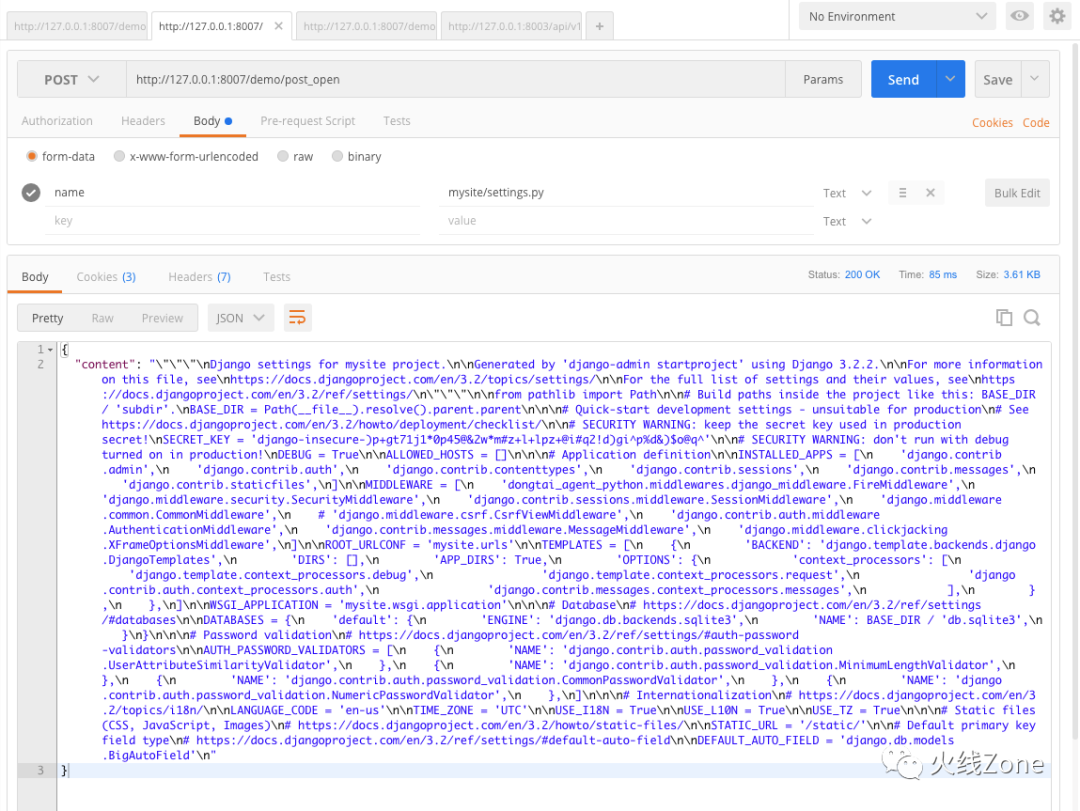 http://127.0.0.1:8007/demo
http://127.0.0.1:8007/
http://127.0.0.1:8007/demo
http://127.0.0.1:8003/api/v1
No Environment
POST
http://127.0.0.1:8007/demo/post_open
Params
Send
Save
Authorization
Headers
Body
Pre-request Script
Tests
Cookies
Code
form-data
x-www-form-urlencoded
raw
binary
name
mysite/settings.py
Text
Bulk Edit
key
value
Text
Body
Cookies (3)
Headers (7)
Tests
Status: 200 OK
Time: 85 ms
Size: 3.61 KB
Pretty
Raw
Preview
JSON
1 {
2 "content": "\"\"\"\nDjango settings for mysite project.\n\nGenerated by 'django-admin startproject' using Django 3.2.2.\n\nFor more information
on this file, see\nhttps://docs.djangoproject.com/en/3.2/topics/settings/\n\nFor the full list of settings and their values, see\nhttps
://docs.djangoproject.com/en/3.2/ref/settings/\n\"\"\"\n\nfrom pathlib import Path\n\n# Build paths inside the project like this: BASE_DIR
/ 'subdir'.\nBASE_DIR = Path(__file__).resolve().parent.parent\n\n\n# Quick-start development settings - unsuitable for production\n# See
https://docs.djangoproject.com/en/3.2/howto/deployment/checklist/\n\n# SECURITY WARNING: keep the secret key used in production
secret!\nSECRET_KEY = 'django-insecure-)p+gt71j1*0p45@&2w*m#z+l+lpz+@i#q2!d)gi^p%d&)$o@q^'\n\n# SECURITY WARNING: don't run with debug
turned on in production!\nDEBUG = True\n\nALLOWED_HOSTS = []\n\n\n# Application definition\n\nINSTALLED_APPS = [\n    'django.contrib
.admin',\n    'django.contrib.auth',\n    'django.contrib.contenttypes',\n    'django.contrib.sessions',\n    'django.contrib.messages',\n
'django.contrib.staticfiles',\n]\n\nMIDDLEWARE = [\n    'dongtai_agent_python.middlewares.django_middleware.FireMiddleware',\n
'django.middleware.security.SecurityMiddleware',\n    'django.contrib.sessions.middleware.SessionMiddleware',\n    'django.middleware
.common.CommonMiddleware',\n    # 'django.middleware.csrf.CsrfViewMiddleware',\n    'django.contrib.auth.middleware
.AuthenticationMiddleware',\n    'django.contrib.messages.middleware.MessageMiddleware',\n    'django.middleware.clickjacking
.XFrameOptionsMiddleware',\n]\n\nROOT_URLCONF = 'mysite.urls'\n\nTEMPLATES = [\n    {\n        'BACKEND': 'django.template.backends.django
.DjangoTemplates',\n        'DIRS': [],\n        'APP_DIRS': True,\n        'OPTIONS': {\n            'context_processors': [\n
'django.template.context_processors.debug',\n                'django.template.context_processors.request',\n                'django
.contrib.auth.context_processors.auth',\n                'django.contrib.messages.context_processors.messages',\n            ],\n        }
,\n    },\n]\n\nWSGI_APPLICATION = 'mysite.wsgi.application'\n\n\n# Database\n# https://docs.djangoproject.com/en/3.2/ref/settings
/#databases\n\nDATABASES = {\n    'default': {\n        'ENGINE': 'django.db.backends.sqlite3',\n        'NAME': BASE_DIR / 'db.sqlite3',\n
}\n}\n\n\n# Password validation\n# https://docs.djangoproject.com/en/3.2/ref/settings/#auth-password
-validators\n\nAUTH_PASSWORD_VALIDATORS = [\n    {\n        'NAME': 'django.contrib.auth.password_validation
.UserAttributeSimilarityValidator',\n    },\n    {\n        'NAME': 'django.contrib.auth.password_validation.MinimumLengthValidator',\n
},\n    {\n        'NAME': 'django.contrib.auth.password_validation.CommonPasswordValidator',\n    },\n    {\n        'NAME': 'django
.contrib.auth.password_validation.NumericPasswordValidator',\n    },\n]\n\n\n# Internationalization\n# https://docs.djangoproject.com/en/3
.2/topics/i18n/\n\nLANGUAGE_CODE = 'en-us'\n\nTIME_ZONE = 'UTC'\n\nUSE_I18N = True\n\nUSE_L10N = True\n\nUSE_TZ = True\n\n\n# Static files
(CSS, JavaScript, Images)\n# https://docs.djangoproject.com/en/3.2/howto/static-files/\n\nSTATIC_URL = '/static/'\n\n# Default primary key
field type\n# https://docs.djangoproject.com/en/3.2/ref/settings/#default-auto-field\n\nDEFAULT_AUTO_FIELD = 'django.db.models
.BigAutoField'\n"
3 }
火线Zone